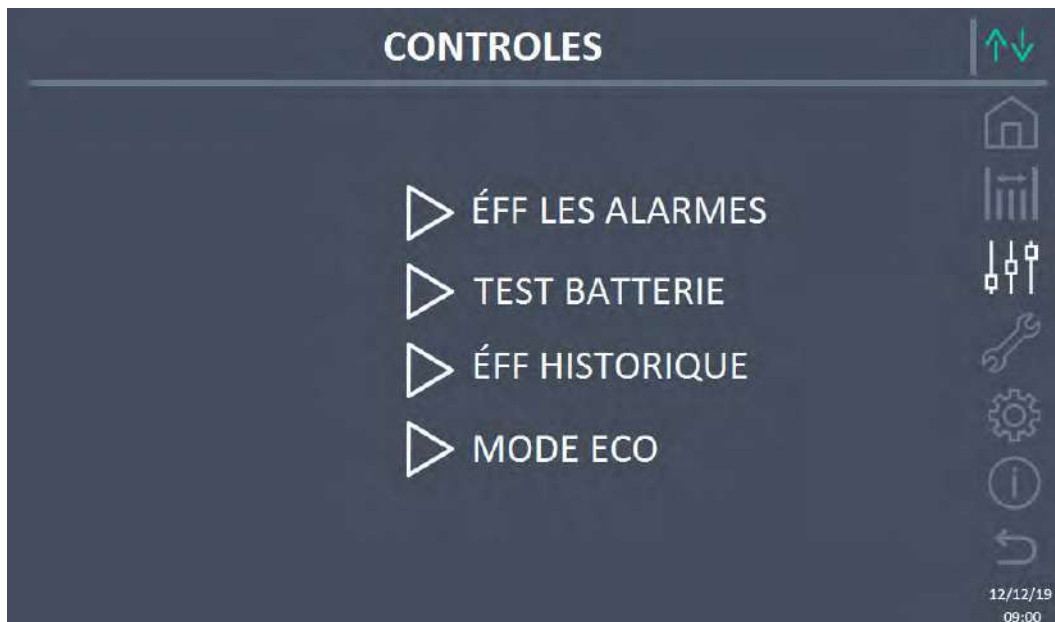 CONTROLES
ÉFF LES ALARMES
TEST BATTERIE
ÉFF HISTORIQUE
MODE ECO
12/12/19
09:00